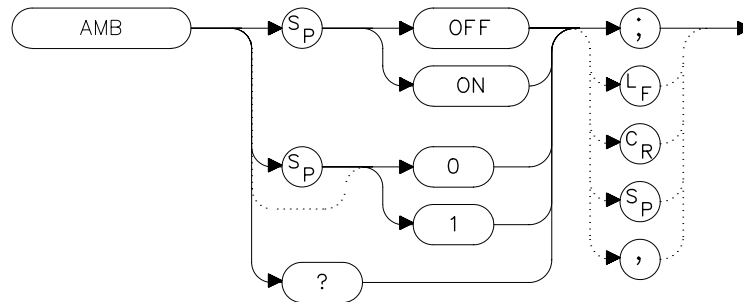 AMB SP OFF ;
ON LF
SP 0 CR
1 SP
? ,